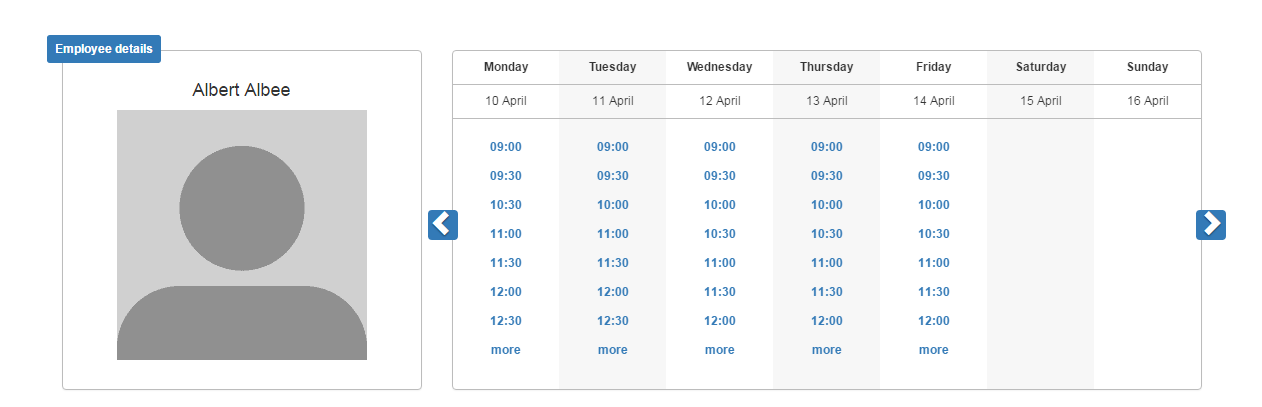 Employee details
Albert Albee
Monday Tuesday Wednesday Thursday Friday Saturday Sunday
10 April 11 April 12 April 13 April 14 April 15 April 16 April
09:00 09:00 09:00 09:00 09:00
09:30 09:30 09:30 09:30 09:30
10:30 10:00 10:00 10:00 10:00
11:00 11:00 10:30 10:30 10:30
11:30 11:30 11:00 11:00 11:00
12:00 12:00 11:30 11:30 11:30
12:30 12:30 12:00 12:00 12:00
more more more more more